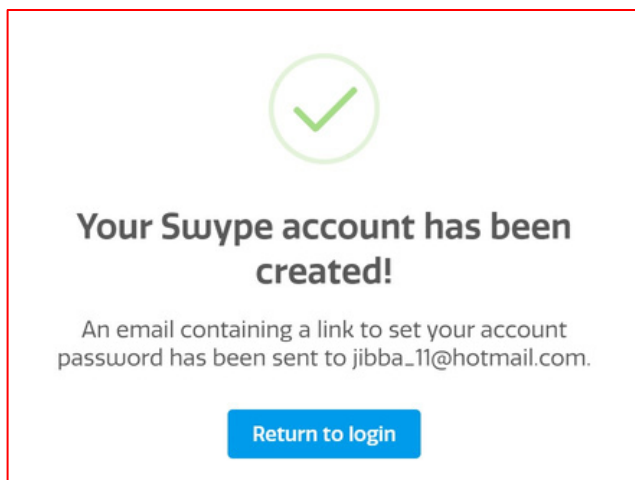 Your Swype account has been
created!
An email containing a link to set your account
password has been sent to jibba_11@hotmail.com.
Return to login